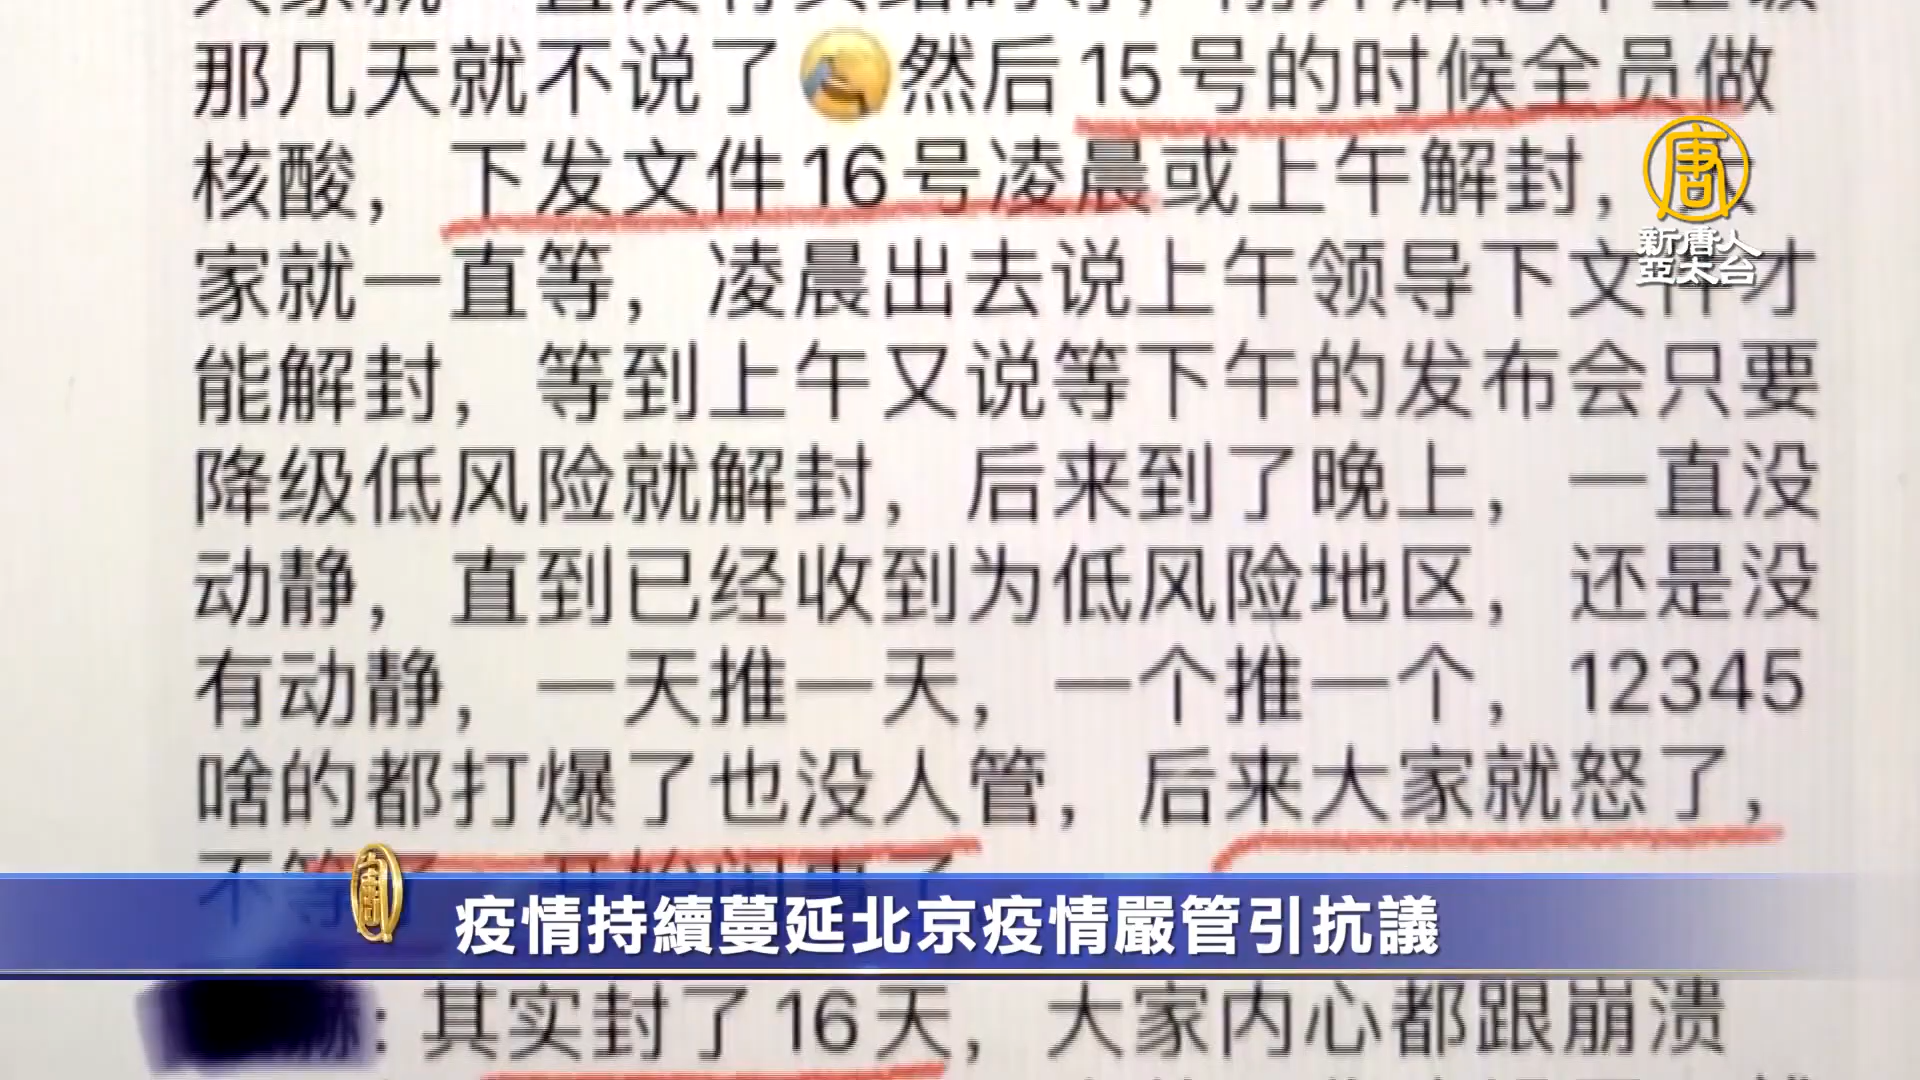 那几天就不说了🤣然后15号的时候全员做
核酸，下发文件16号凌晨或上午解封，
家就一直等，凌晨出去说上午领导下文件才
能解封，等到上午又说等下午的发布会只要
降级低风险就解封，后来到了晚上，一直没
动静，直到已经收到为低风险地区，还是没
有动静，一天推一天，一个推一个，12345
啥的都打爆了也没人管，后来大家就怒了，
唐
新唐人
亞太台
疫情持續蔓延北京疫情嚴管引抗議
其实封了16天，大家内心都跟崩溃